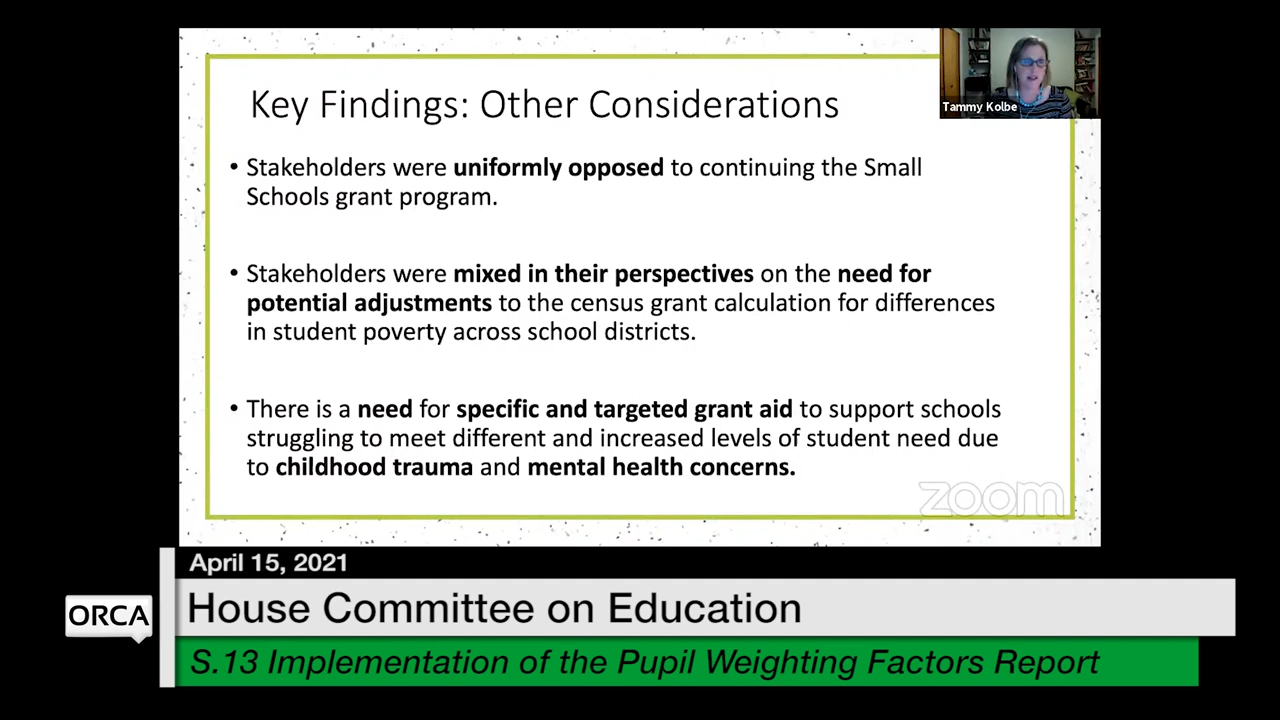 Key Findings: Other Considerations
Tammy Kolbe
• Stakeholders were uniformly opposed to continuing the Small
Schools grant program.
• Stakeholders were mixed in their perspectives on the need for
potential adjustments to the census grant calculation for differences
in student poverty across school districts.
• There is a need for specific and targeted grant aid to support schools
struggling to meet different and increased levels of student need due
to childhood trauma and mental health concerns.
zoom
April 15, 2021
ORCA
House Committee on Education
S.13 Implementation of the Pupil Weighting Factors Report